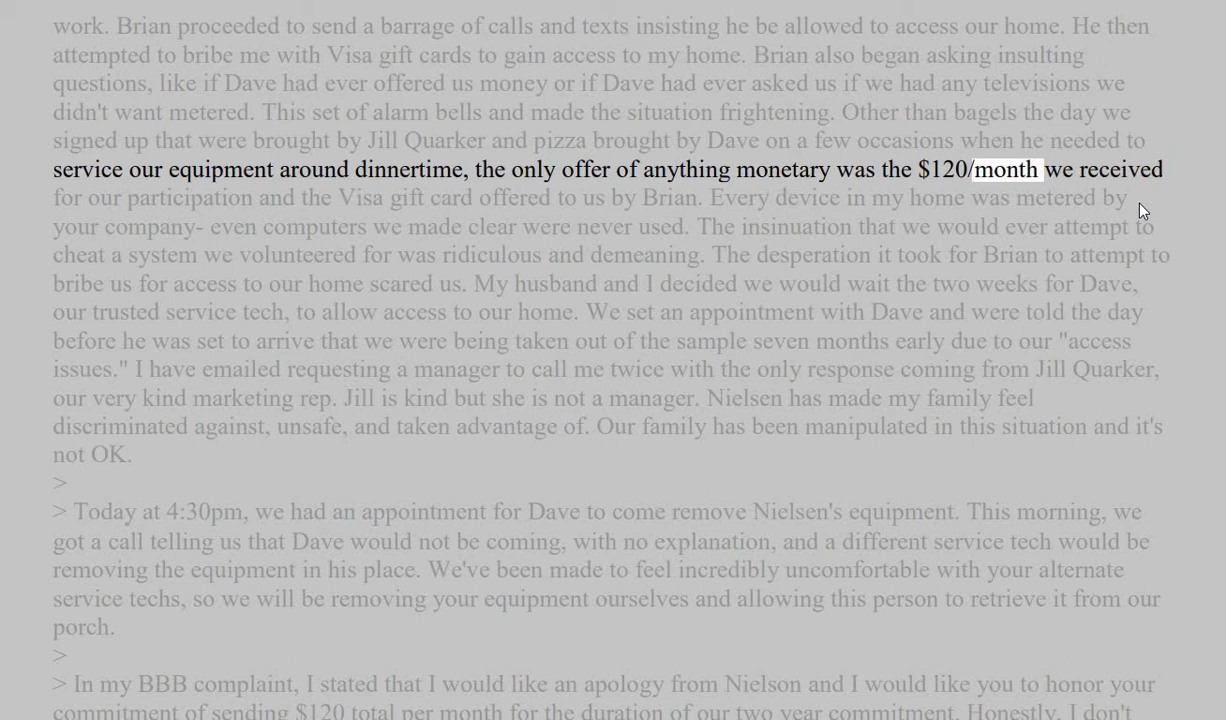 work. Brian proceeded to send a barrage of calls and texts insisting he be allowed to access our home. He then
attempted to bribe me with Visa gift cards to gain access to my home. Brian also began asking insulting
questions, like if Dave had ever offered us money or if Dave had ever asked us if we had any televisions we
didn't want metered. This set of alarm bells and made the situation frightening. Other than bagels the day we
signed up that were brought by Jill Quarker and pizza brought by Dave on a few occasions when he needed to
service our equipment around dinnertime, the only offer of anything monetary was the $120/month we received
for our participation and the Visa gift card offered to us by Brian. Every device in my home was metered by
your company- even computers we made clear were never used. The insinuation that we would ever attempt to
cheat a system we volunteered for was ridiculous and demeaning. The desperation it took for Brian to attempt to
bribe us for access to our home scared us. My husband and I decided we would wait the two weeks for Dave,
our trusted service tech, to allow access to our home. We set an appointment with Dave and were told the day
before he was set to arrive that we were being taken out of the sample seven months early due to our "access
issues." I have emailed requesting a manager to call me twice with the only response coming from Jill Quarker,
our very kind marketing rep. Jill is kind but she is not a manager. Nielsen has made my family feel
discriminated against, unsafe, and taken advantage of. Our family has been manipulated in this situation and it's
not OK.
>
> Today at 4:30pm, we had an appointment for Dave to come remove Nielsen's equipment. This morning, we
got a call telling us that Dave would not be coming, with no explanation, and a different service tech would be
removing the equipment in his place. We've been made to feel incredibly uncomfortable with your alternate
service techs, so we will be removing your equipment ourselves and allowing this person to retrieve it from our
porch.
>
> In my BBB complaint, I stated that I would like an apology from Nielson and I would like you to honor your
commitment of sending $120 total per month for the duration of our two year commitment. Honestly, I don't